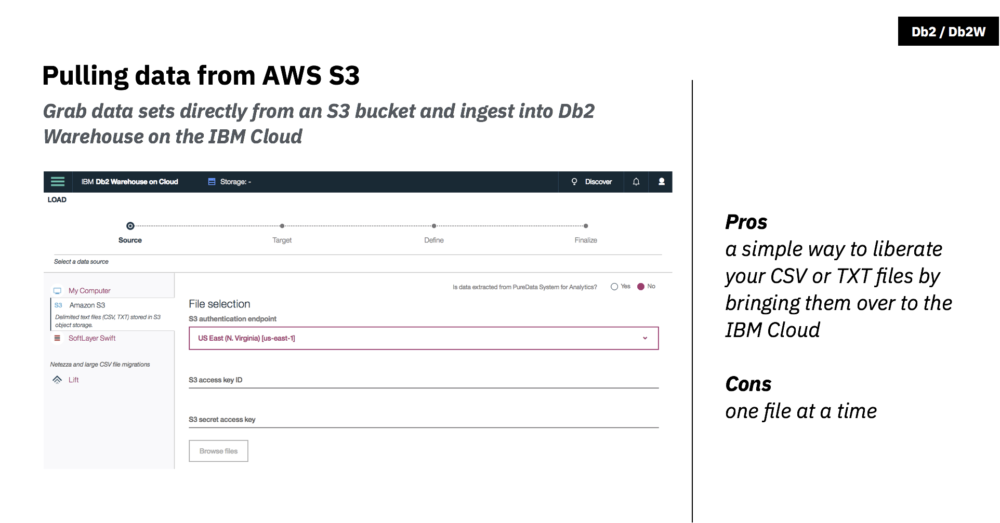 Db2 / Db2W
Pulling data from AWS S3
Grab data sets directly from an S3 bucket and ingest into Db2
Warehouse on the IBM Cloud
IBM Db2 Warehouse on Cloud
Storage: -
Discover
LOAD
Source
Target
Define
Finalize
Select a data source
My Computer
S3 Amazon S3
Delimited text files (CSV, TXT) stored in S3
object storage.
SoftLayer Swift
Netezza and large CSV file migrations
Lift
Is data extracted from PureData System for Analytics? Yes No
File selection
S3 authentication endpoint
US East (N. Virginia) [us-east-1]
S3 access key ID
S3 secret access key
Browse files
Pros
a simple way to liberate
your CSV or TXT files by
bringing them over to the
IBM Cloud
Cons
one file at a time